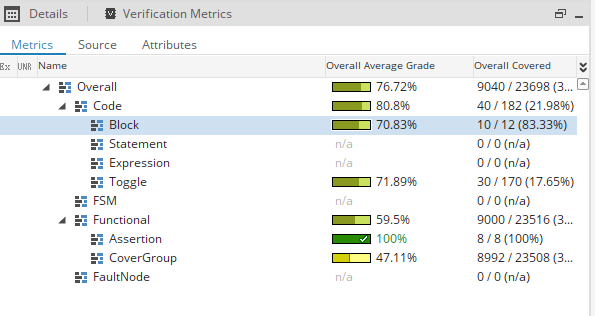 Details Verification Metrics
Metrics Source Attributes
Ex UNR Name Overall Average Grade Overall Covered
Overall 76.72% 9040 / 23698 (3...
Code 80.8% 40 / 182 (21.98%)
Block 70.83% 10 / 12 (83.33%)
Statement n/a 0 / 0 (n/a)
Expression n/a 0 / 0 (n/a)
Toggle 71.89% 30 / 170 (17.65%)
FSM n/a 0 / 0 (n/a)
Functional 59.5% 9000 / 23516 (3...
Assertion 100% 8 / 8 (100%)
CoverGroup 47.11% 8992 / 23508 (3...
FaultNode n/a 0 / 0 (n/a)